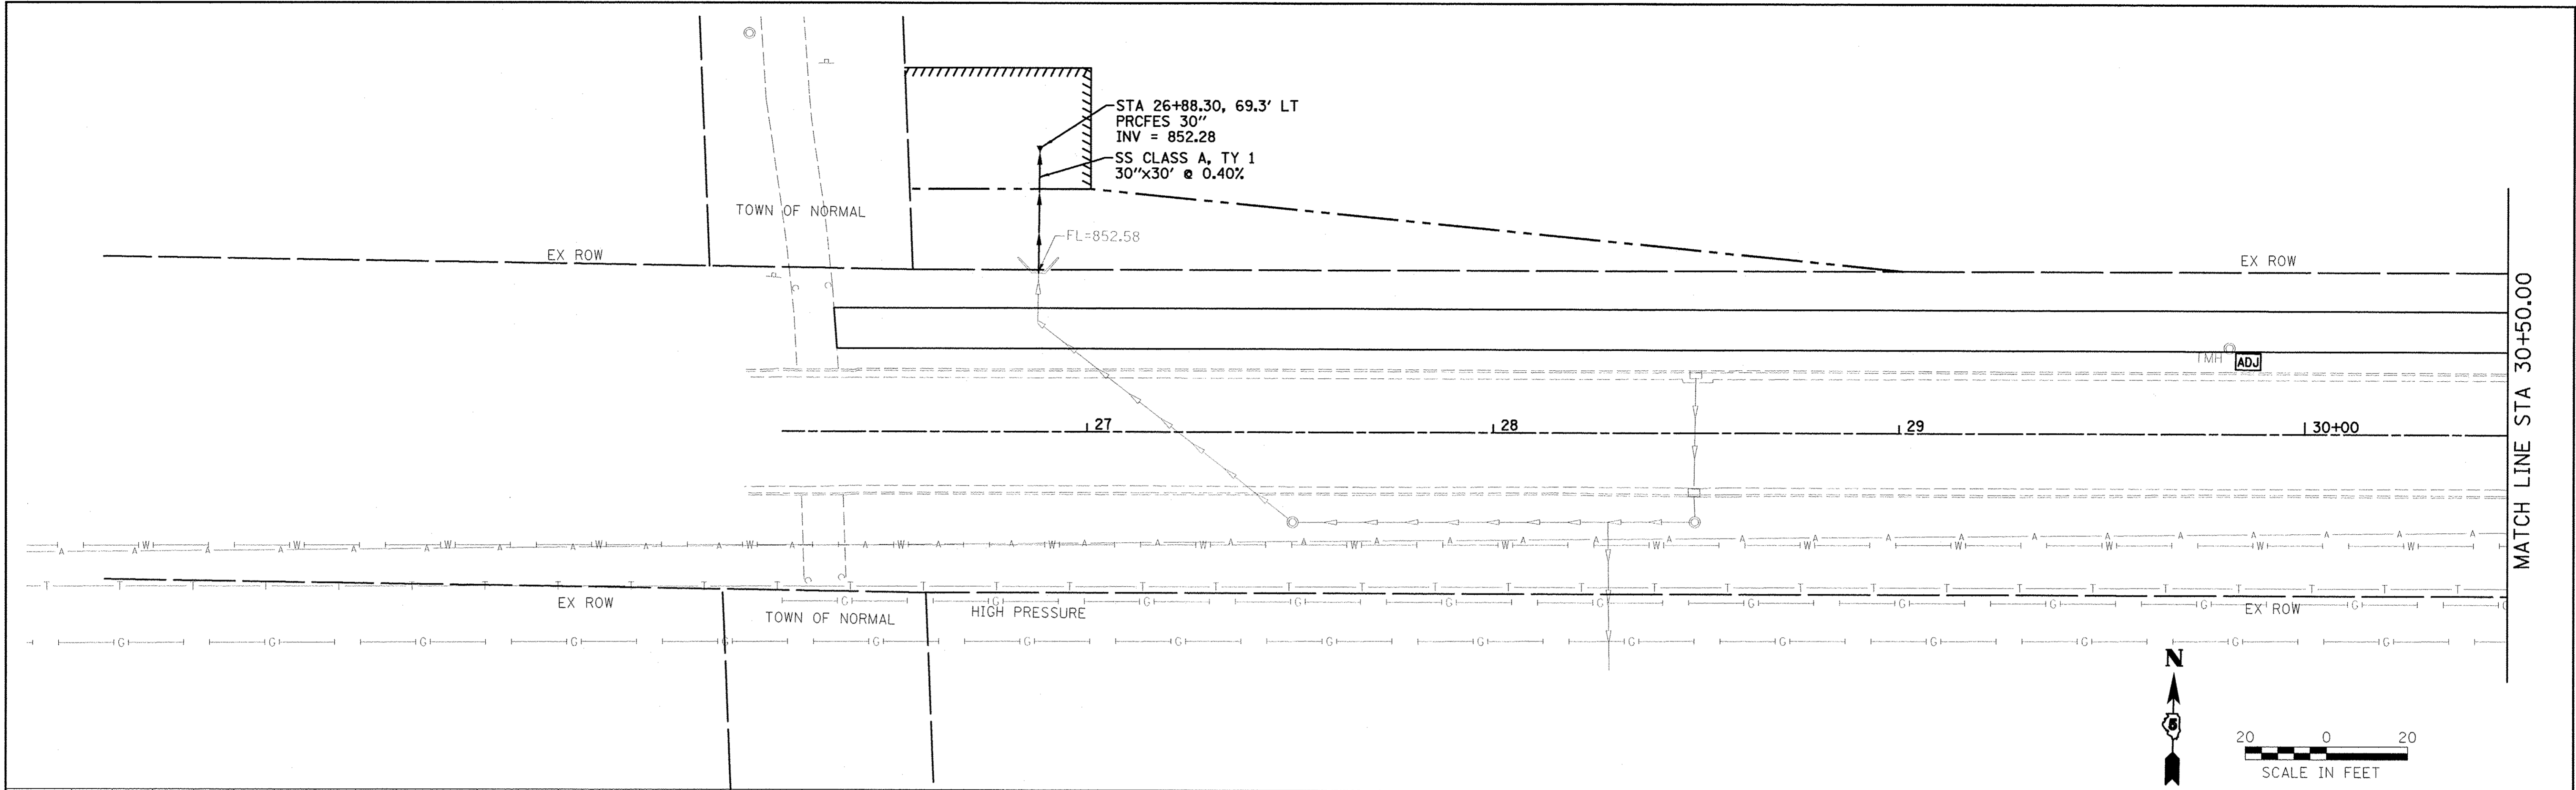 STA 26+88.30, 69.3' LT
PRCFES 30"
INV = 852.28
SS CLASS A, TY 1
30"x30' @ 0.40%
TOWN OF NORMAL
FL=852.58
EX ROW
EX ROW
MATCH LINE STA 30+50.00
TMH
ADJ
27
28
29
30+00
A W A A W A A W A A W A A W A A W A A W A A W A A W A A W A A W A A W A A W A A W A A W A A W A
T T T T T T T T T T T T T T T T T T T T T T T T T T T T T T T T T T
EX ROW
G G G G G G G G G G G
TOWN OF NORMAL
HIGH PRESSURE
EX ROW
G G G G G G G G G G G G G G G G
N
5
20 0 20
SCALE IN FEET